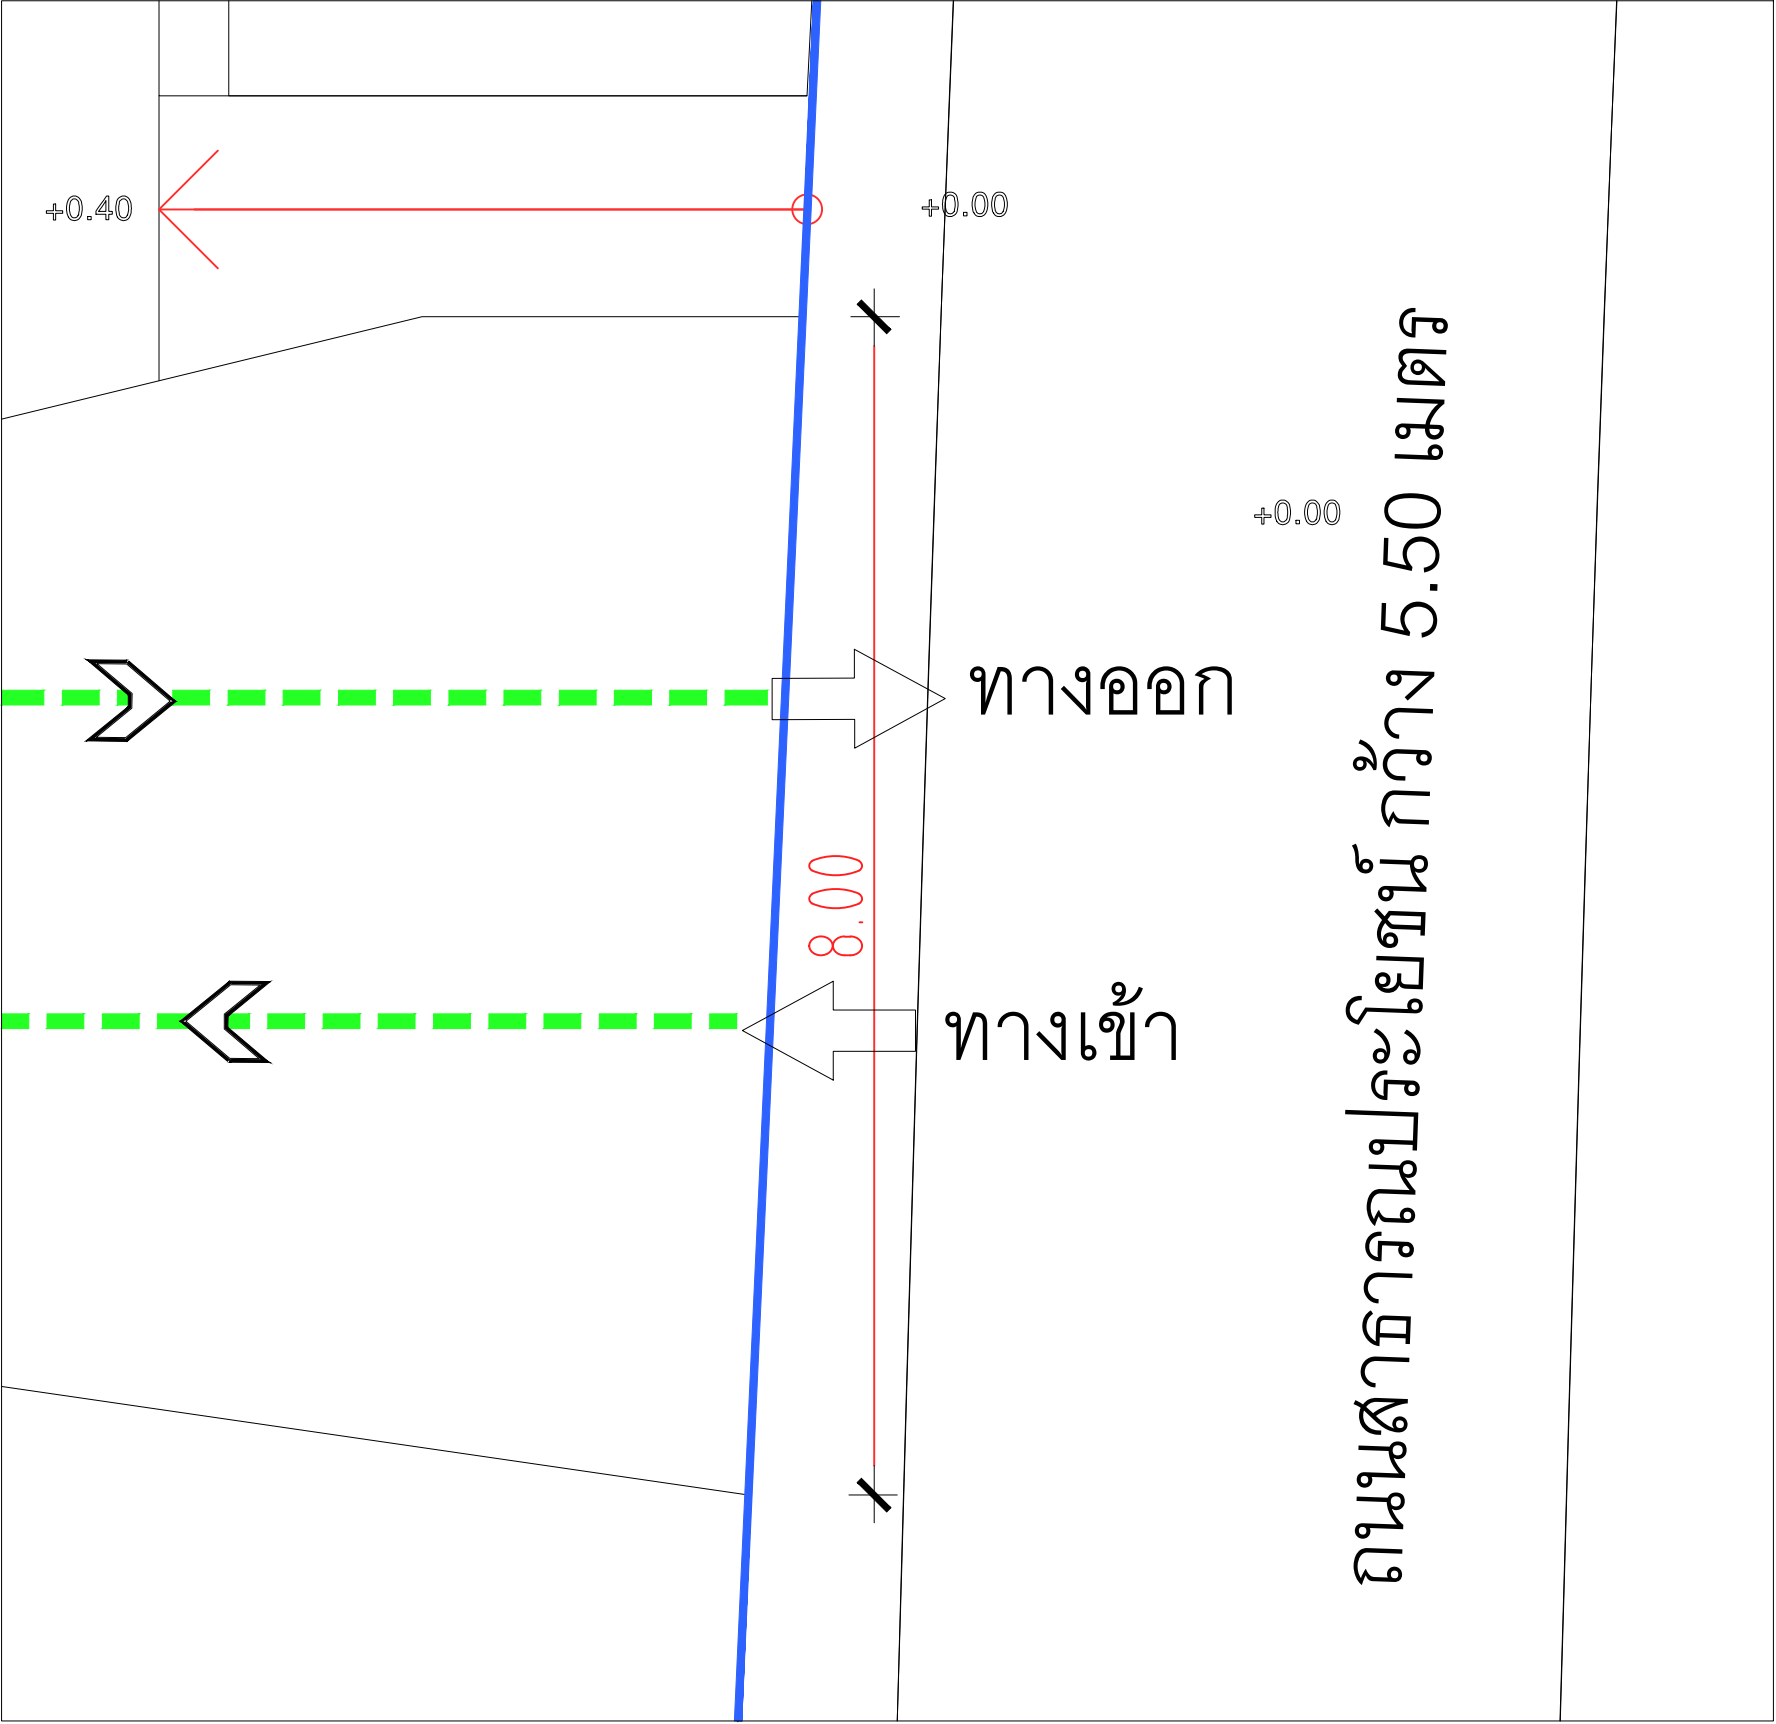 +0.40
+0.00
+0.00
ทางออก
8.00
ทางเข้า
ถนนสาธารณประโยชน์ กว้าง 5.50 เมตร